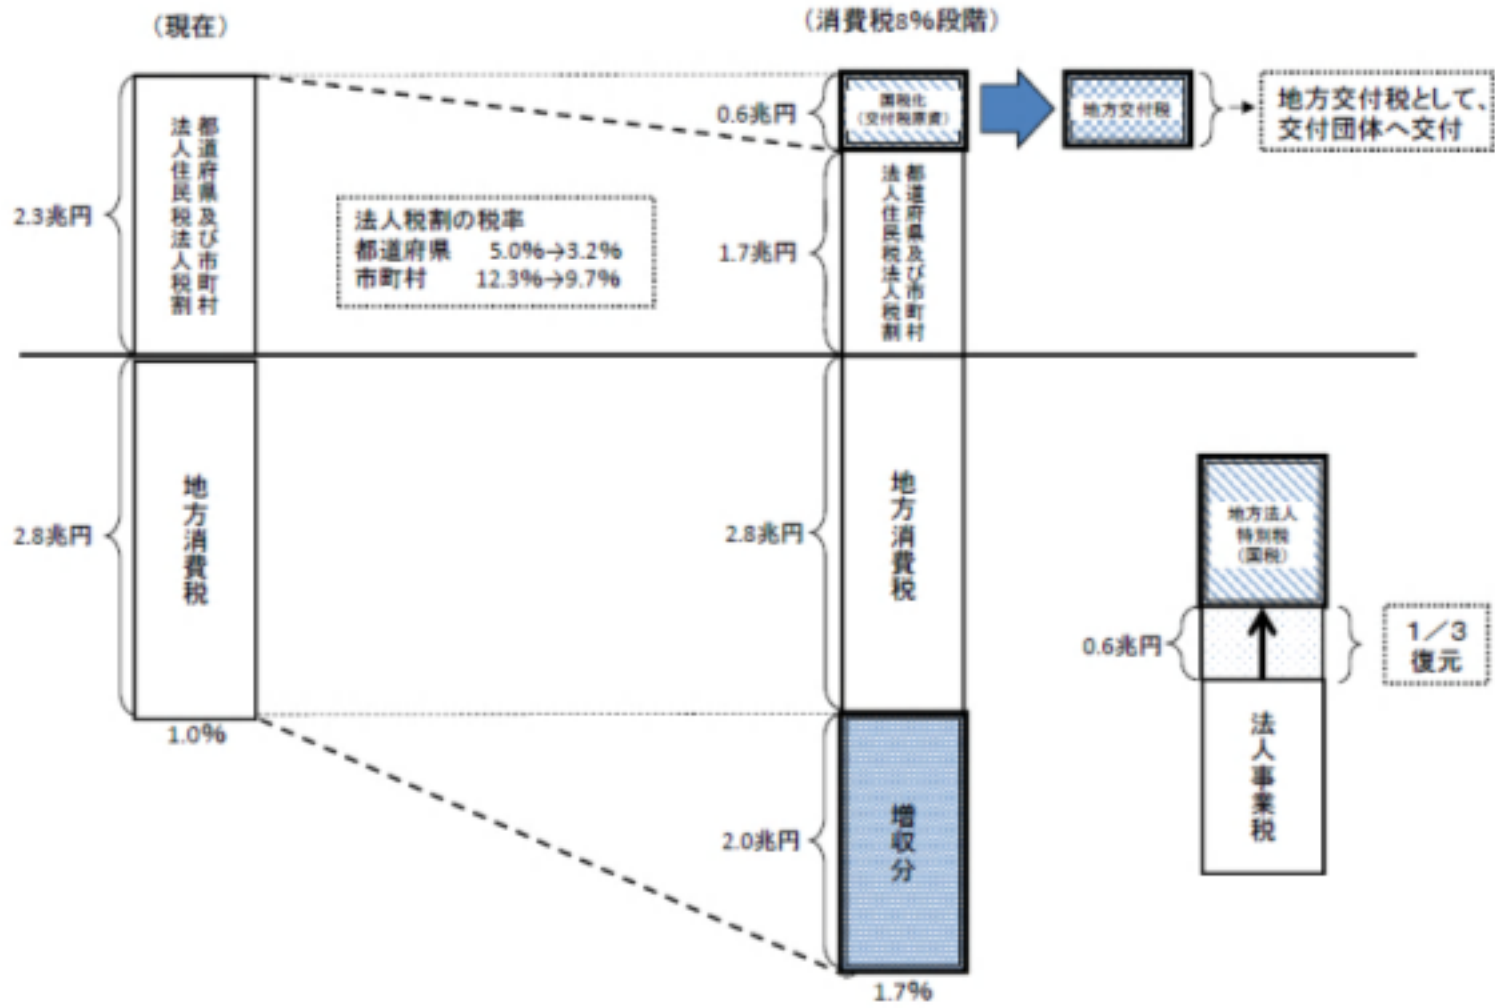 （現在）
（消費税8%段階）
2.3兆円
都道府県及び市町村
法人住民税法人税割
法人税割の税率
都道府県　5.0%→3.2%
市町村　12.3%→9.7%
0.6兆円
国税化
（交付税原資）
地方交付税
地方交付税として、
交付団体へ交付
1.7兆円
都道府県及び市町村
法人住民税法人税割
2.8兆円
地方消費税
1.0%
2.8兆円
地方消費税
2.0兆円
増収分
1.7%
地方法人
特別税
（国税）
0.6兆円
1／3
復元
法人事業税